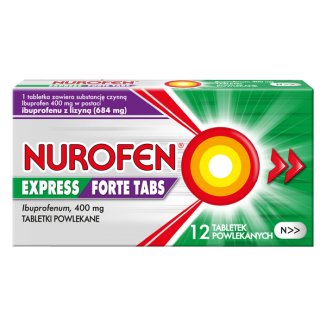 1 tabletka zawiera substancję czynną
Ibuprofen 400 mg w postaci
ibuprofenu z lizyną (684 mg)
NUROFEN®
EXPRESS FORTE TABS
Ibuprofenum, 400 mg
TABLETKI POWLEKANE
12 TABLETEK
POWLEKANYCH
N>>